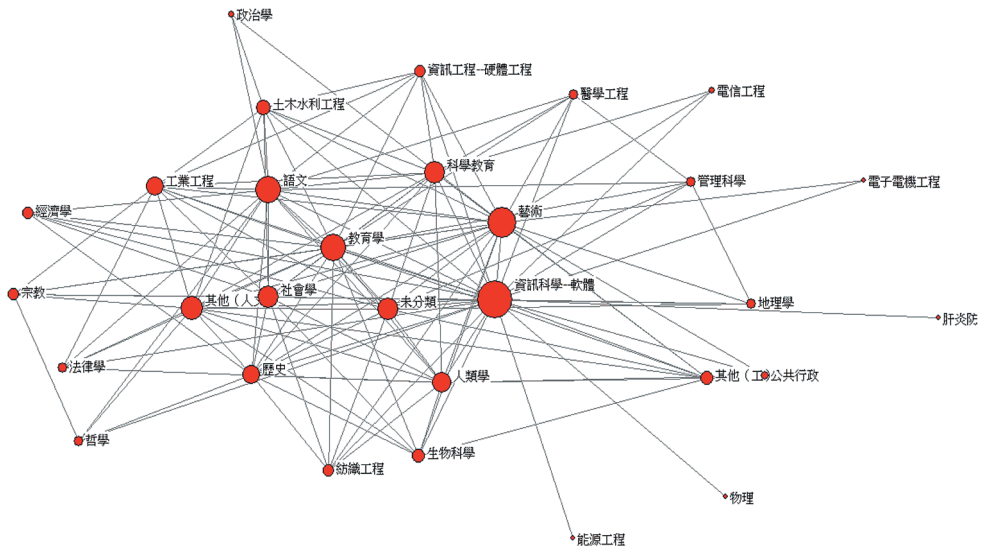 政治學
資訊工程--硬體工程
醫學工程
電信工程
土木水利工程
科學教育
工業工程
語文
管理科學
電子電機工程
經濟學
藝術
教育學
資訊科學--軟體
社會學
宗教
其他（人文
未分類
地理學
肝炎防
法律學
歷史
人類學
其他（工
公共行政
哲學
紡織工程
生物科學
物理
能源工程